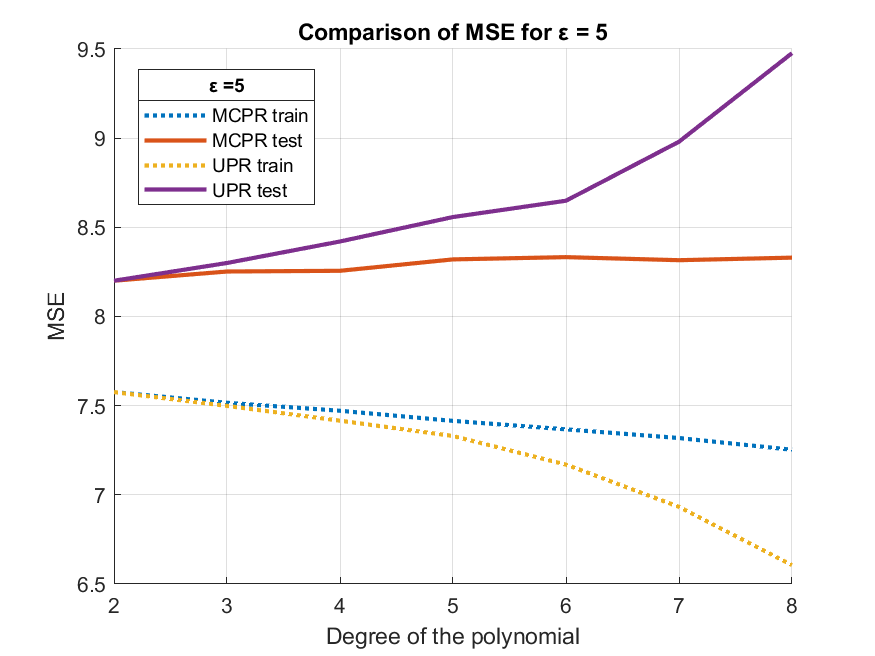 Comparison of MSE for ε = 5
ε =5
MCPR train
MCPR test
UPR train
UPR test
MSE
9.5
9
8.5
8
7.5
7
6.5
2 3 4 5 6 7 8
Degree of the polynomial